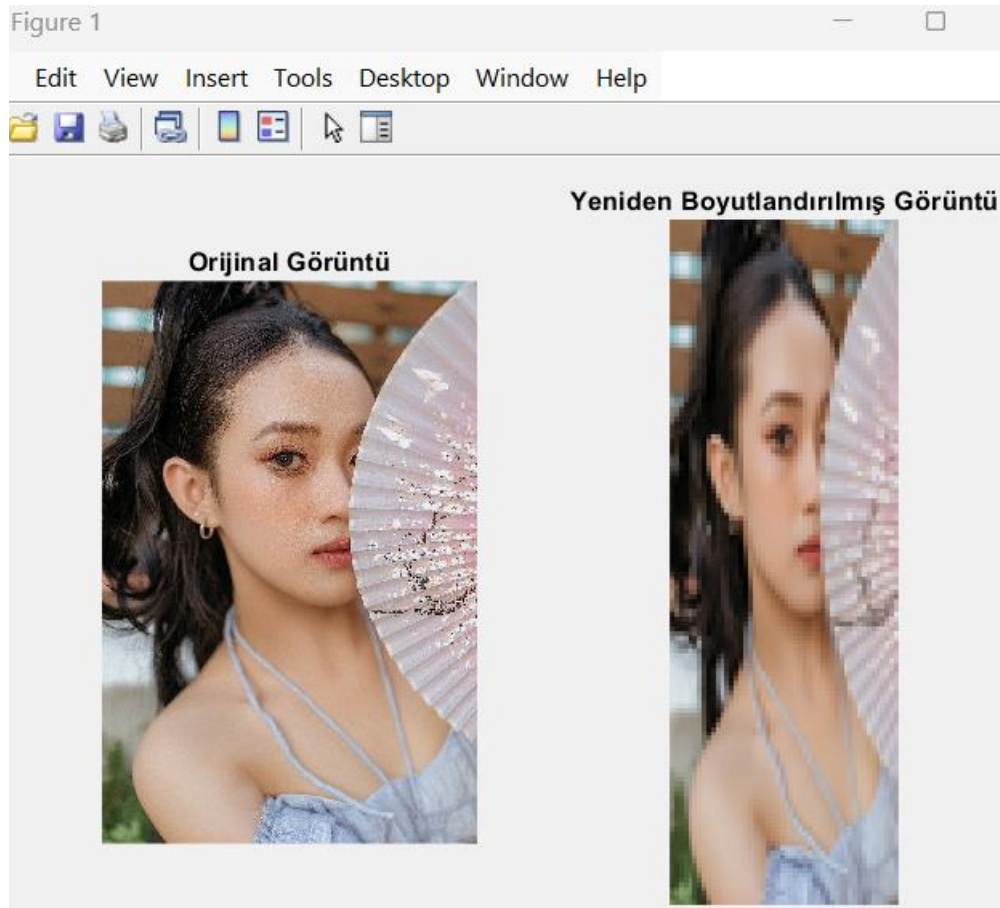 Figure 1
Edit View Insert Tools Desktop Window Help
Yeniden Boyutlandırılmış Görüntü
Orijinal Görüntü